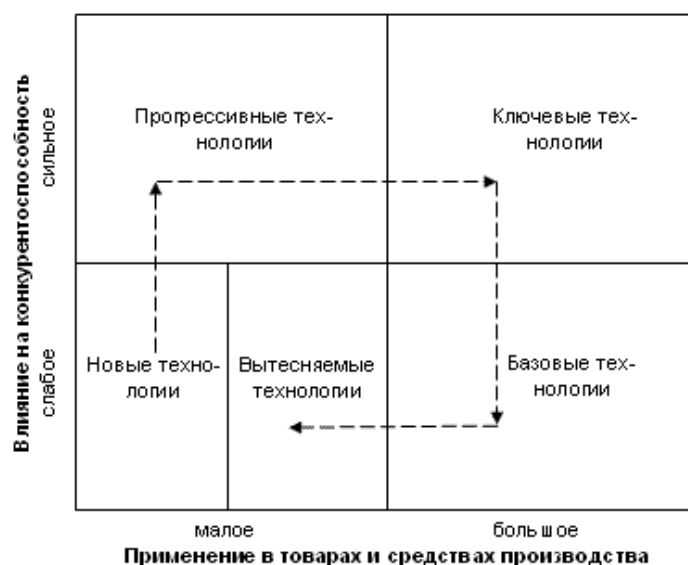 Влияние на конкурентоспособность
сильное
слабое
Прогрессивные тех-
нологии
Ключевые тех-
нологии
Новые техно-
логии
Вытесняемые
технологии
Базовые тех-
нологии
малое
большое
Применение в товарах и средствах производства